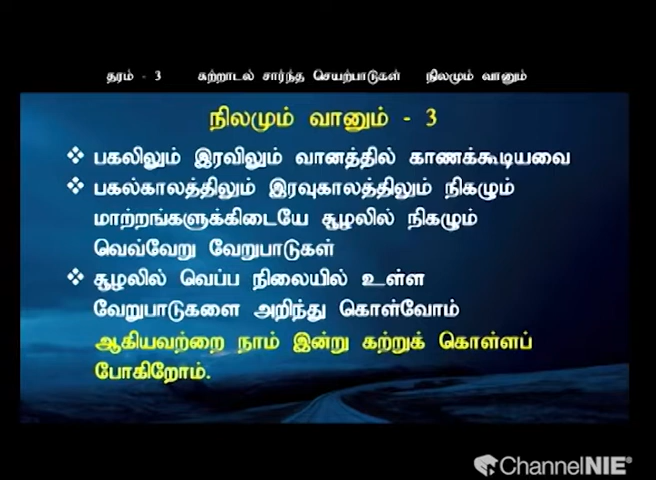 தரம் - 3 சுற்றாடல் சார்ந்த செயற்பாடுகள் நிலமும் வானும்
நிலமும் வானும் - 3
❖ பகலிலும் இரவிலும் வானத்தில் காணக்கூடியவை
❖ பகல்காலத்திலும் இரவுகாலத்திலும் நிகழும்
மாற்றங்களுக்கிடையே சூழலில் நிகழும்
வெவ்வேறு வேறுபாடுகள்
❖ சூழலில் வெப்ப நிலையில் உள்ள
வேறுபாடுகளை அறிந்து கொள்வோம்
ஆகியவற்றை நாம் இன்று கற்றுக் கொள்ளப்
போகிறோம்.
ChannelNIE®